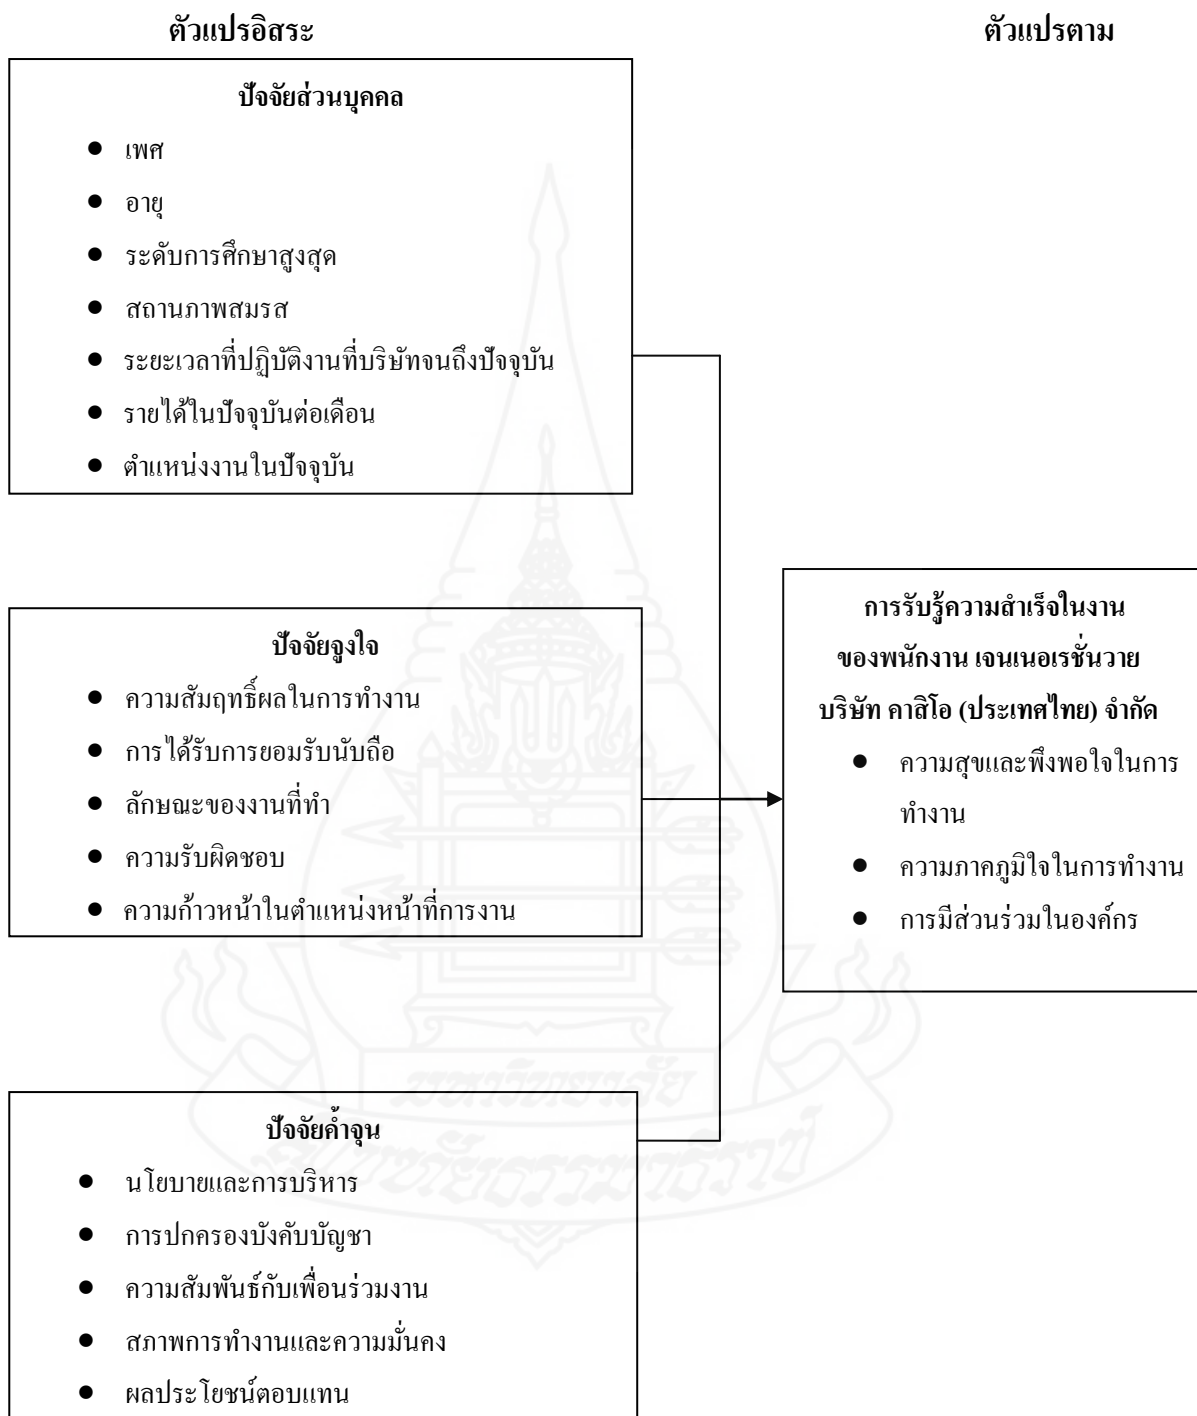 ตัวแปรอิสระ
ตัวแปรตาม
ปัจจัยส่วนบุคคล
● เพศ
● อายุ
● ระดับการศึกษาสูงสุด
● สถานภาพสมรส
● ระยะเวลาที่ปฏิบัติงานที่บริษัทจนถึงปัจจุบัน
● รายได้ในปัจจุบันต่อเดือน
● ตำแหน่งงานในปัจจุบัน
ปัจจัยจูงใจ
● ความสัมฤทธิ์ผลในการทำงาน
● การได้รับการยอมรับนับถือ
● ลักษณะของงานที่ทำ
● ความรับผิดชอบ
● ความก้าวหน้าในตำแหน่งหน้าที่การงาน
ปัจจัยค้ำจุน
● นโยบายและการบริหาร
● การปกครองบังคับบัญชา
● ความสัมพันธ์กับเพื่อนร่วมงาน
● สภาพการทำงานและความมั่นคง
● ผลประโยชน์ตอบแทน
การรับรู้ความสำเร็จในงาน
ของพนักงาน เจนเนอเรชั่นวาย
บริษัท คาสิโอ (ประเทศไทย) จำกัด
● ความสุขและพึงพอใจในการ
ทำงาน
● ความภาคภูมิใจในการทำงาน
● การมีส่วนร่วมในองค์กร
มหาวิทยาลัย
สุโขทัยธรรมาธิราช